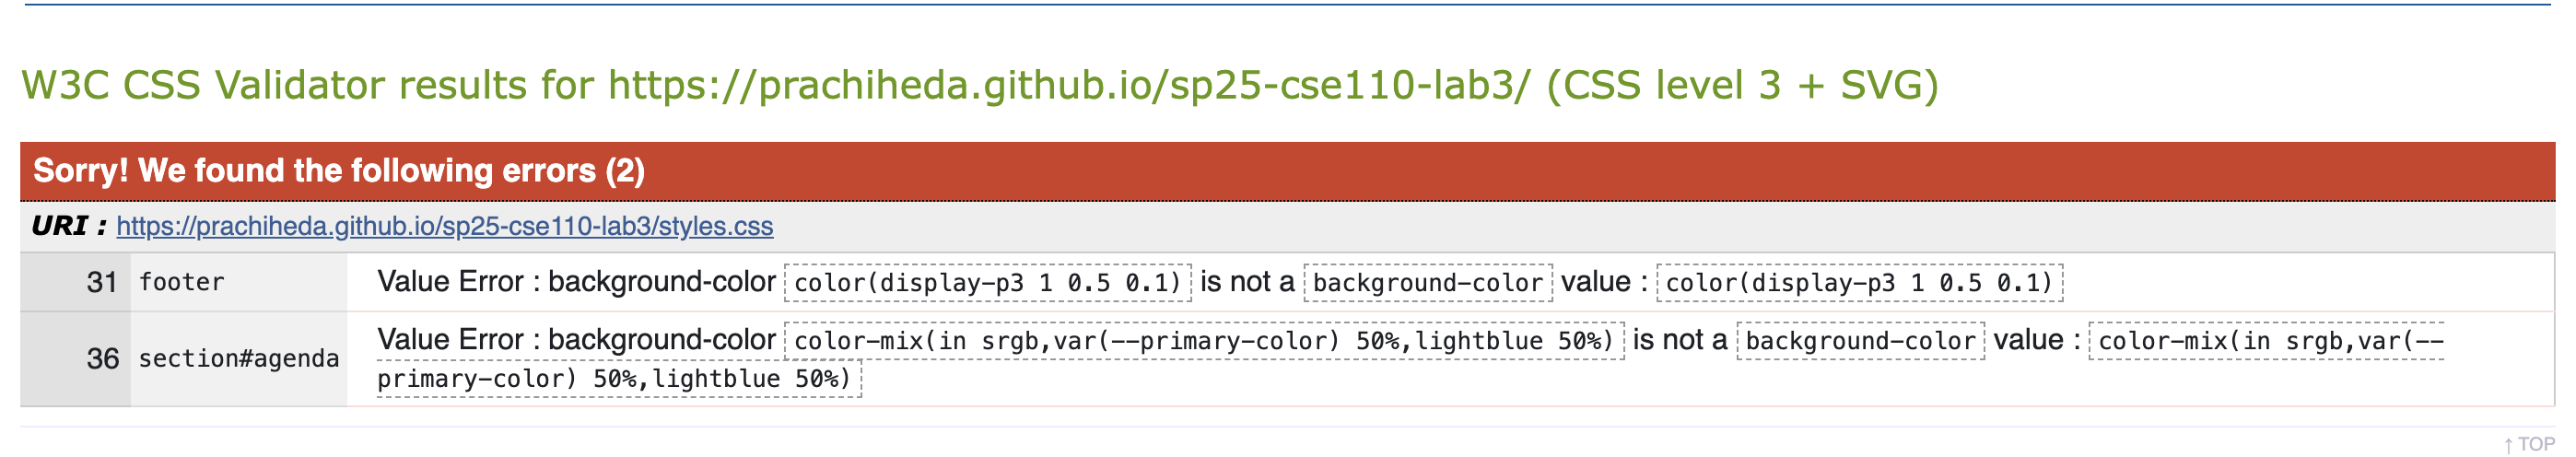 W3C CSS Validator results for https://prachiheda.github.io/sp25-cse110-lab3/ (CSS level 3 + SVG)
Sorry! We found the following errors (2)
URI : https://prachiheda.github.io/sp25-cse110-lab3/styles.css
31 footer Value Error : background-color color(display-p3 1 0.5 0.1) is not a background-color value : color(display-p3 1 0.5 0.1)
36 section#agenda Value Error : background-color color-mix(in srgb,var(--primary-color) 50%,lightblue 50%) is not a background-color value : color-mix(in srgb,var(--
primary-color) 50%,lightblue 50%)
↑ TOP